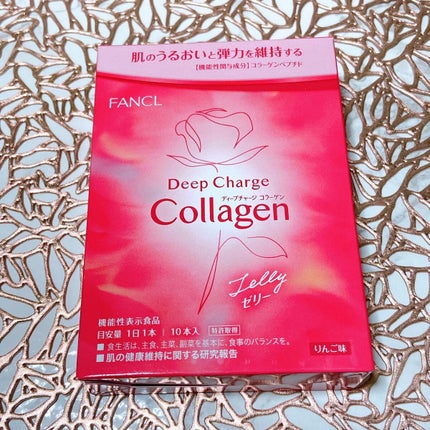 肌のうるおいと弾力を維持する
【機能性関与成分】コラーゲンペプチド
FANCL
Deep Charge
ディープチャージ コラーゲン
Collagen
Jelly
ゼリー
機能性表示食品
目安量 1日1本 10本入 特許取得
■食生活は、主食、主菜、副菜を基本に、食事のバランスを。
■肌の健康維持に関する研究報告
りんご味